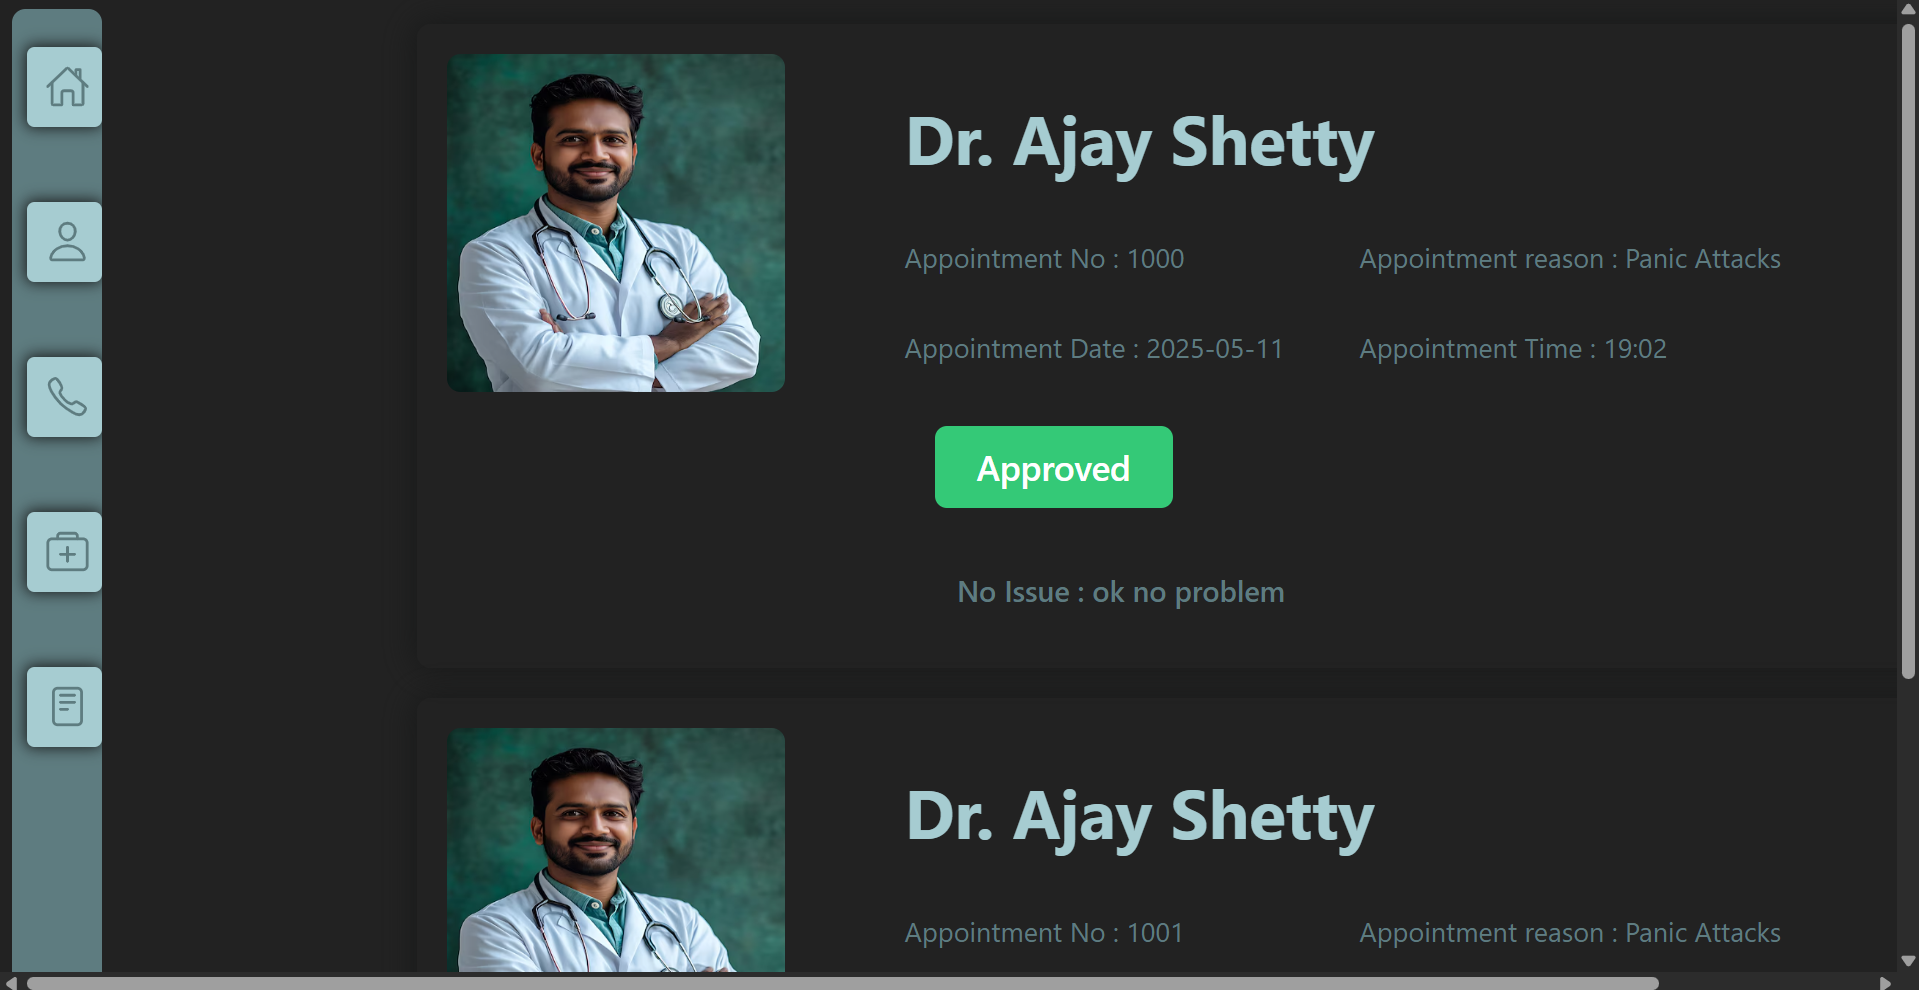 Dr. Ajay Shetty
Appointment No : 1000
Appointment reason : Panic Attacks
Appointment Date : 2025-05-11
Appointment Time : 19:02
Approved
No Issue : ok no problem
Dr. Ajay Shetty
Appointment No : 1001
Appointment reason : Panic Attacks